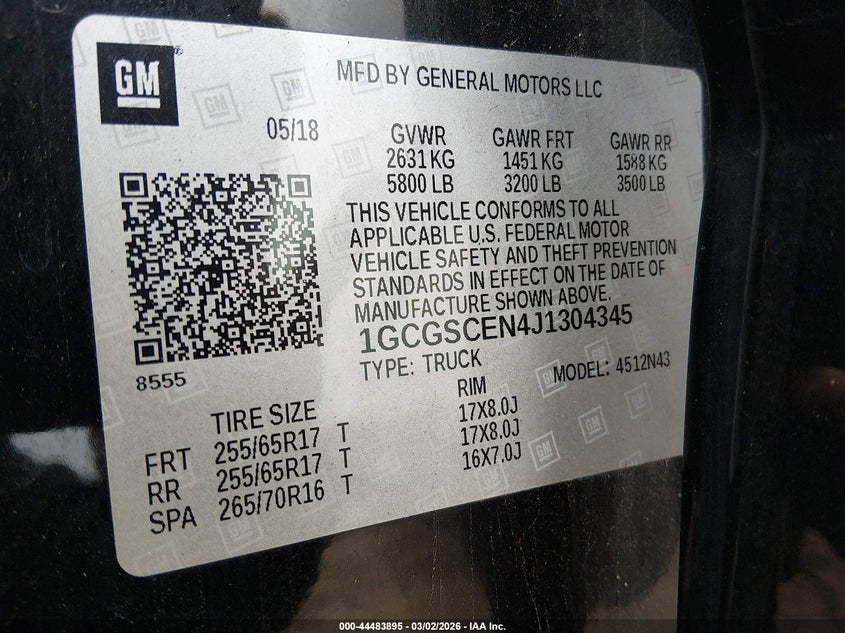 GM
MFD BY GENERAL MOTORS LLC
05/18
GVWR GAWR FRT GAWR RR
2631 KG 1451 KG 1588 KG
5800 LB 3200 LB 3500 LB
THIS VEHICLE CONFORMS TO ALL
APPLICABLE U.S. FEDERAL MOTOR
VEHICLE SAFETY AND THEFT PREVENTION
STANDARDS IN EFFECT ON THE DATE OF
MANUFACTURE SHOWN ABOVE.
1GCGSCEN4J1304345
8555
TYPE: TRUCK MODEL: 4512N43
TIRE SIZE RIM
FRT 255/65R17 T 17X8.0J
RR 255/65R17 T 17X8.0J
SPA 265/70R16 T 16X7.0J
000-44483895 - 03/02/2026 - IAA Inc.